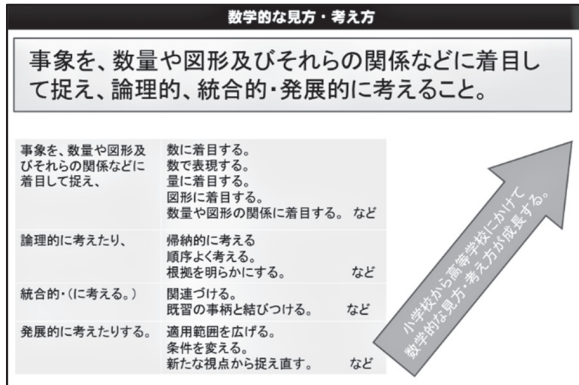 数学的な見方・考え方
事象を、数量や図形及びそれらの関係などに着目し
て捉え、論理的、統合的・発展的に考えること。
事象を、数量や図形及
びそれらの関係などに
着目して捉え、
数に着目する。
数で表現する。
量に着目する。
図形に着目する。
数量や図形の関係に着目する。 など
論理的に考えたり、
帰納的に考える
順序よく考える。
根拠を明らかにする。 など
統合的・(に考える。)
関連づける。
既習の事柄と結びつける。 など
発展的に考えたりする。
適用範囲を広げる。
条件を変える。
新たな視点から捉え直す。 など
小学校から高等学校にかけて
数学的な見方・考え方が成長する。